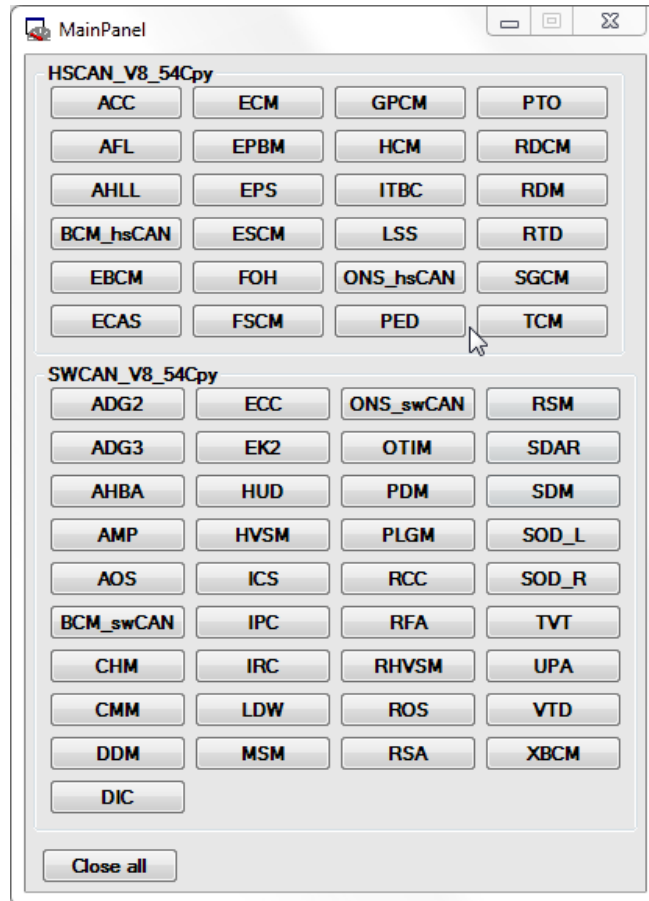 MainPanel
HSCAN_V8_54Cpy
ACC ECM GPCM PTO
AFL EPBM HCM RDCM
AHLL EPS ITBC RDM
BCM_hsCAN ESCM LSS RTD
EBCM FOH ONS_hsCAN SGCM
ECAS FSCM PED TCM
SWCAN_V8_54Cpy
ADG2 ECC ONS_swCAN RSM
ADG3 EK2 OTIM SDAR
AHBA HUD PDM SDM
AMP HVSM PLGM SOD_L
AOS ICS RCC SOD_R
BCM_swCAN IPC RFA TVT
CHM IRC RHVSM UPA
CMM LDW ROS VTD
DDM MSM RSA XBCM
DIC
Close all